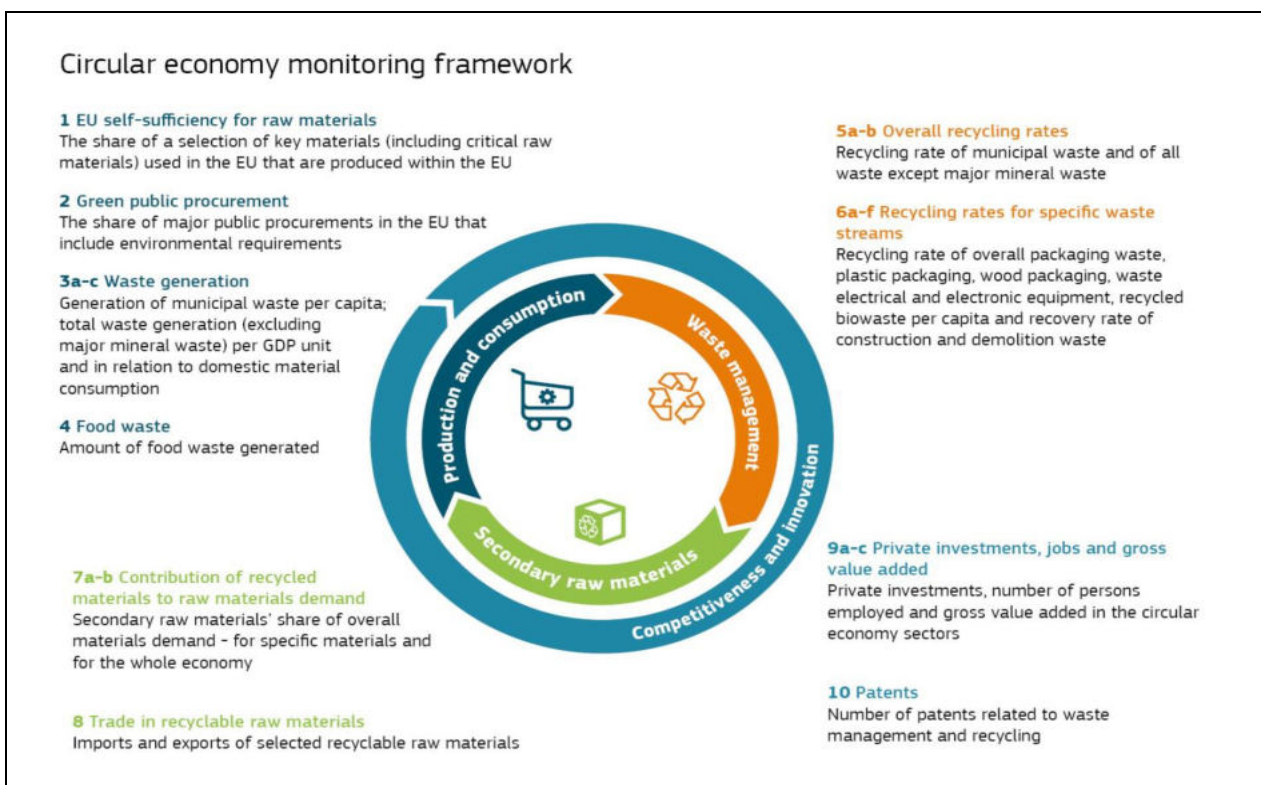 Circular economy monitoring framework
1 EU self-sufficiency for raw materials
The share of a selection of key materials (including critical raw
materials) used in the EU that are produced within the EU
2 Green public procurement
The share of major public procurements in the EU that
include environmental requirements
3a-c Waste generation
Generation of municipal waste per capita;
total waste generation (excluding
major mineral waste) per GDP unit
and in relation to domestic material
consumption
4 Food waste
Amount of food waste generated
5a-b Overall recycling rates
Recycling rate of municipal waste and of all
waste except major mineral waste
6a-f Recycling rates for specific waste
streams
Recycling rate of overall packaging waste,
plastic packaging, wood packaging, waste
electrical and electronic equipment, recycled
biowaste per capita and recovery rate of
construction and demolition waste
Production and consumption
Waste management
Secondary raw materials
Competitiveness and innovation
7a-b Contribution of recycled
materials to raw materials demand
Secondary raw materials' share of overall
materials demand - for specific materials and
for the whole economy
8 Trade in recyclable raw materials
Imports and exports of selected recyclable raw materials
9a-c Private investments, jobs and gross
value added
Private investments, number of persons
employed and gross value added in the circular
economy sectors
10 Patents
Number of patents related to waste
management and recycling